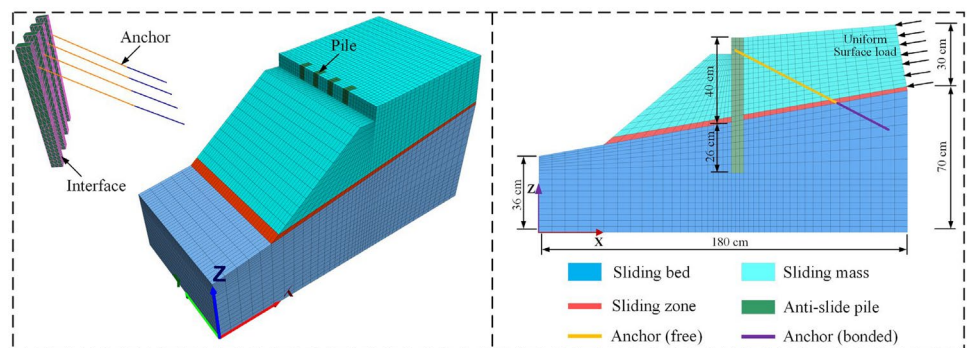 Anchor
Pile
Interface
Z
X
Uniform
Surface load
30 cm
40 cm
26 cm
70 cm
36 cm
Z
X
180 cm
Sliding bed
Sliding mass
Sliding zone
Anti-slide pile
Anchor (free)
Anchor (bonded)